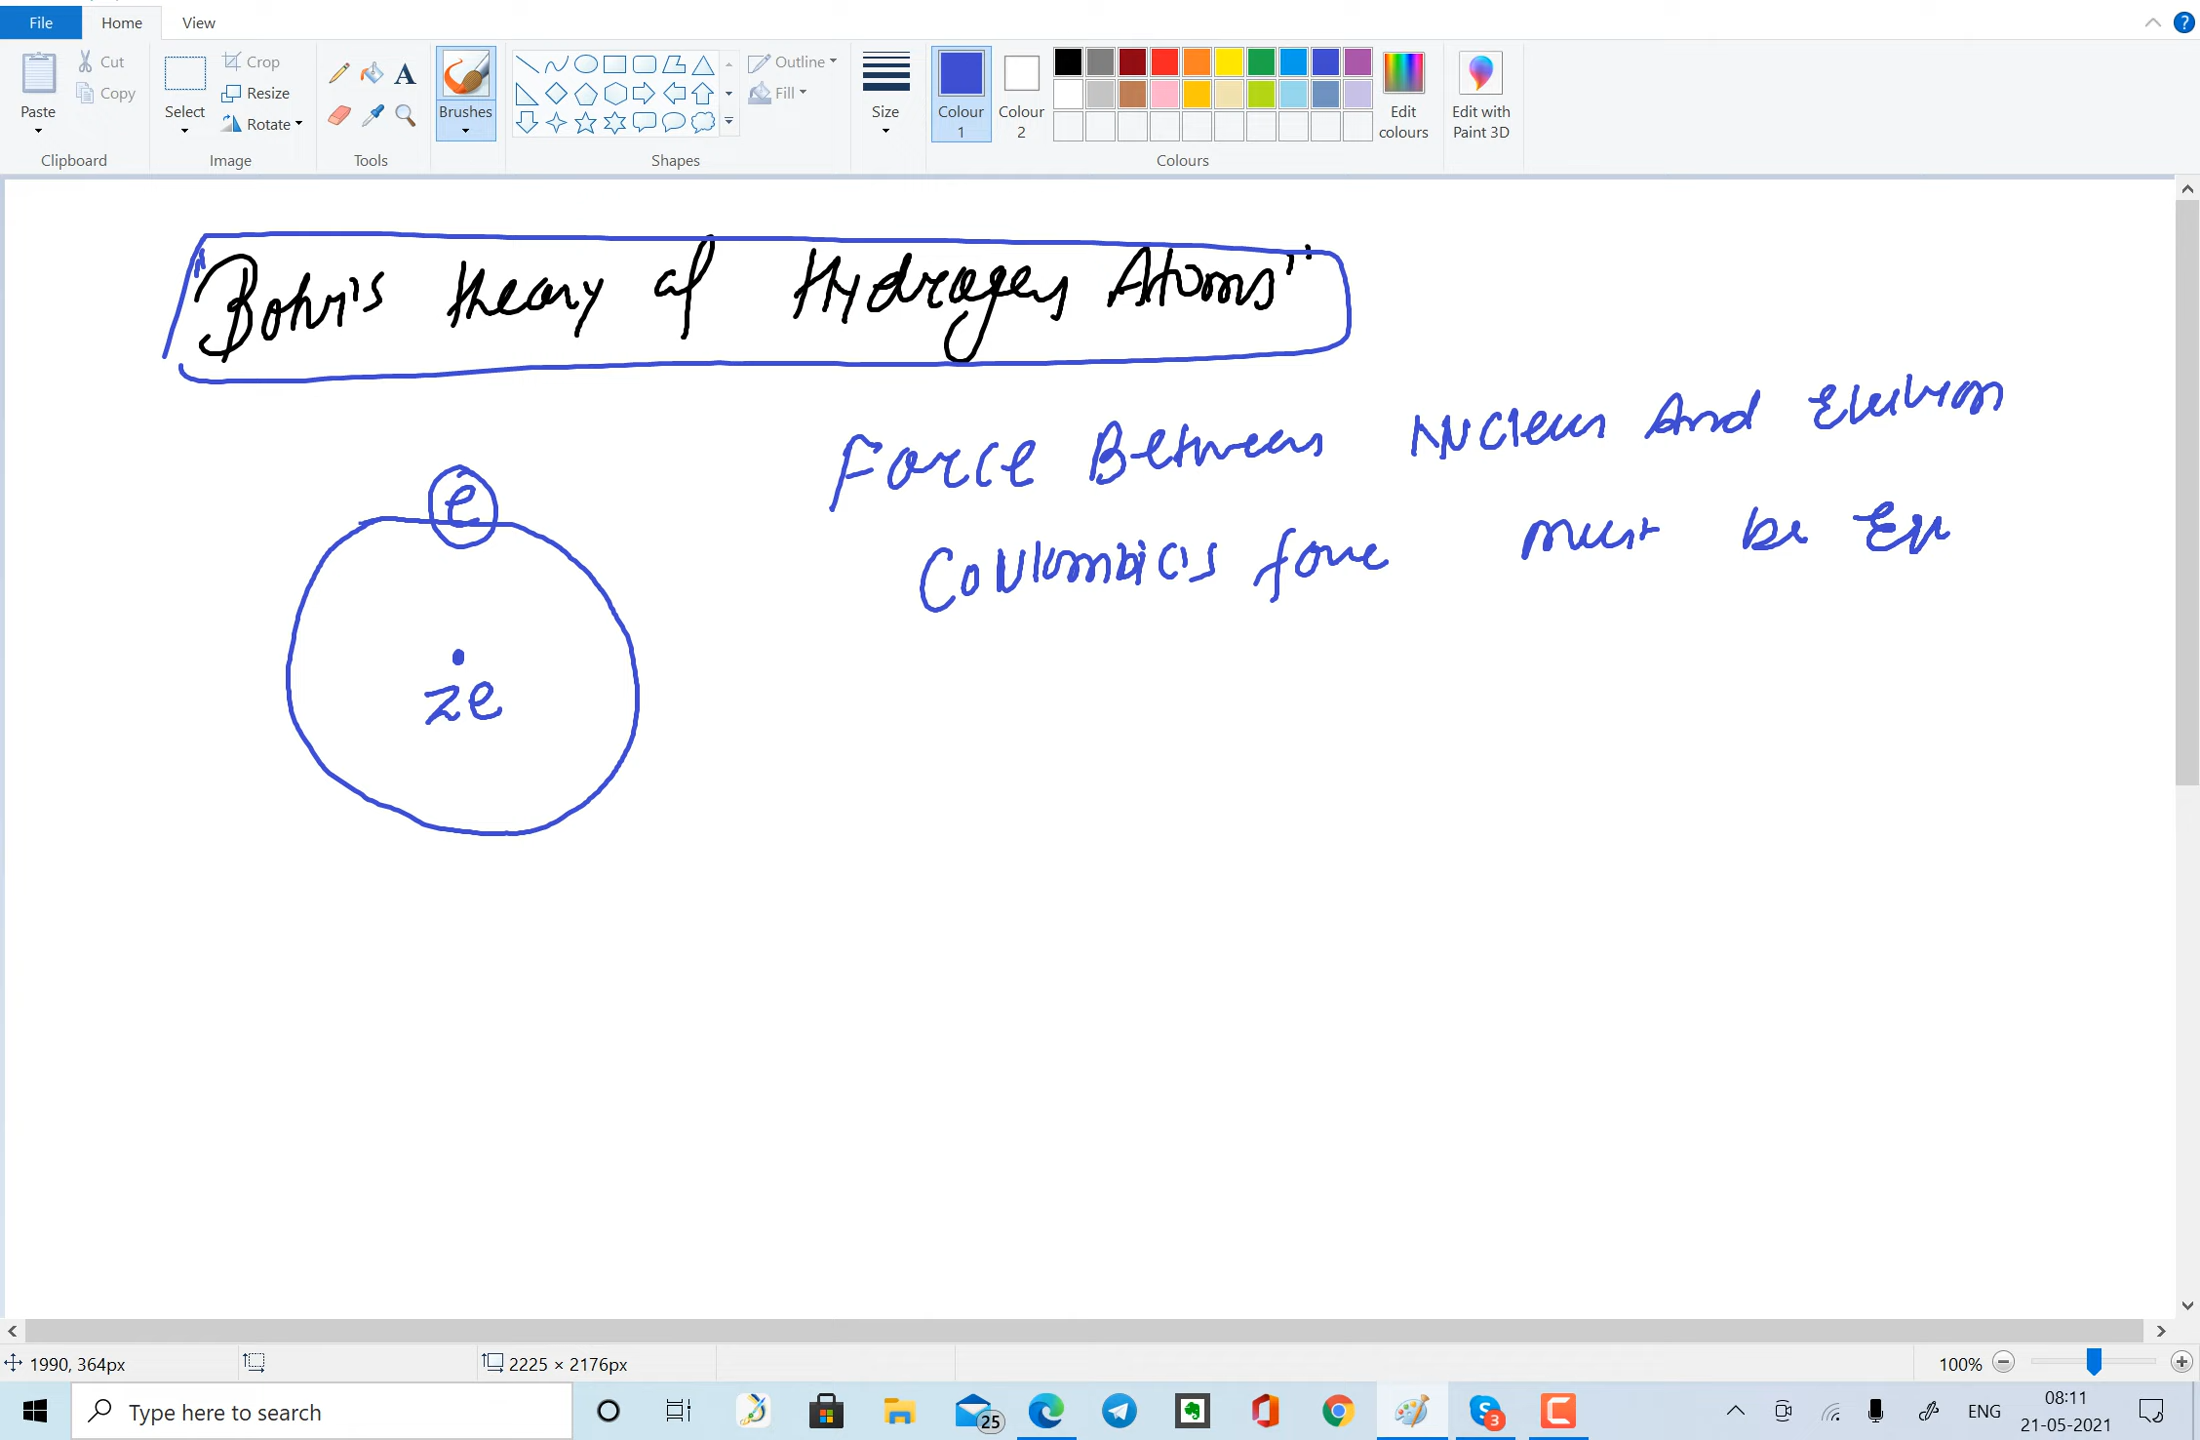 File Home View
Paste Cut Copy Clipboard
Select Crop Resize Rotate Image
Tools
Brushes
Shapes
Outline Fill
Size
Colour 1
Colour 2
Edit colours
Colours
Edit with Paint 3D
"Bohr's theory of Hydrogen Atoms"
Force Between Nucleus And Electron
Coulombics force must be Equ
e
ze
1990, 364px 2225 × 2176px 100%
Type here to search 25 3 ENG 08:11
21-05-2021